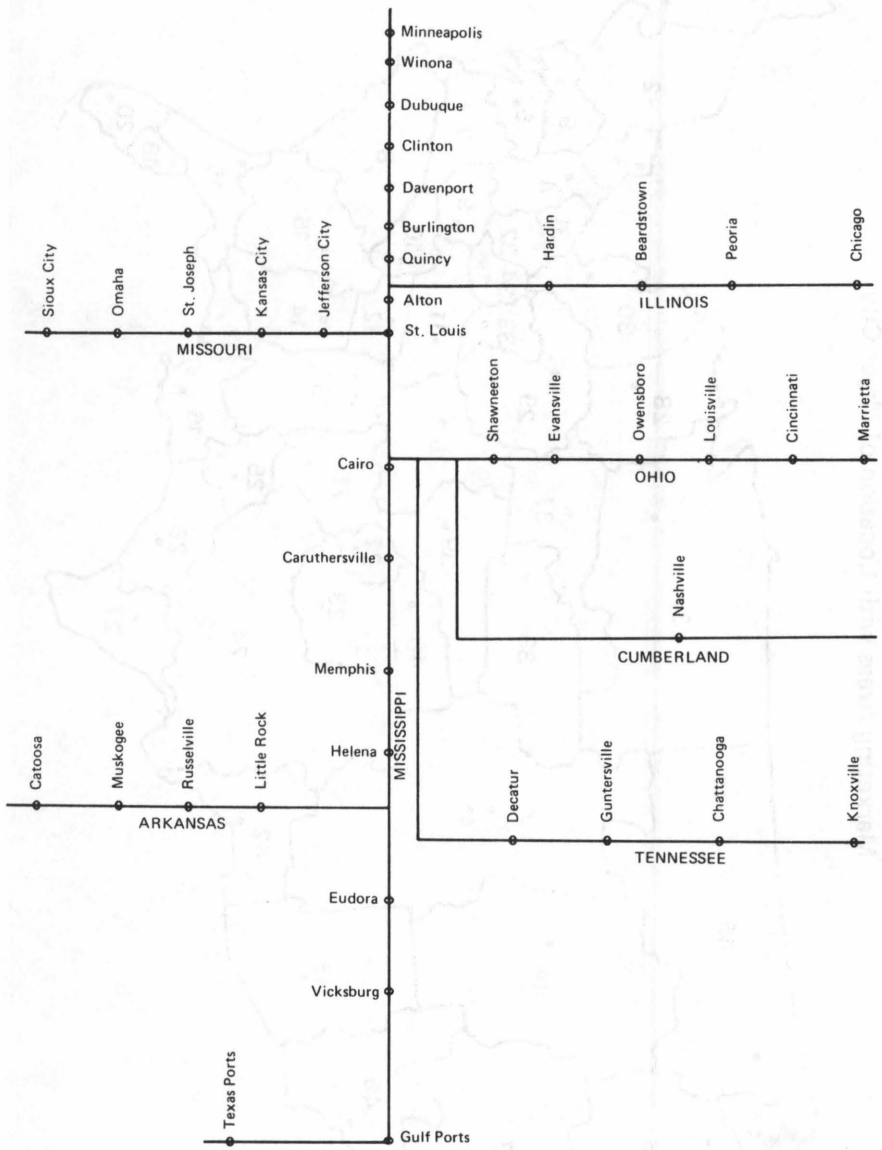 Minneapolis
Winona
Dubuque
Clinton
Davenport
Burlington
Quincy
Alton
St. Louis
Sioux City
Omaha
St. Joseph
Kansas City
Jefferson City
MISSOURI
Hardin
Beardstown
Peoria
Chicago
ILLINOIS
Shawneeton
Evansville
Owensboro
Louisville
Cincinnati
Marrietta
OHIO
Cairo
Caruthersville
Memphis
Helena
MISSISSIPPI
Nashville
CUMBERLAND
Catoosa
Muskogee
Russelville
Little Rock
ARKANSAS
Decatur
Guntersville
Chattanooga
Knoxville
TENNESSEE
Eudora
Vicksburg
Texas Ports
Gulf Ports